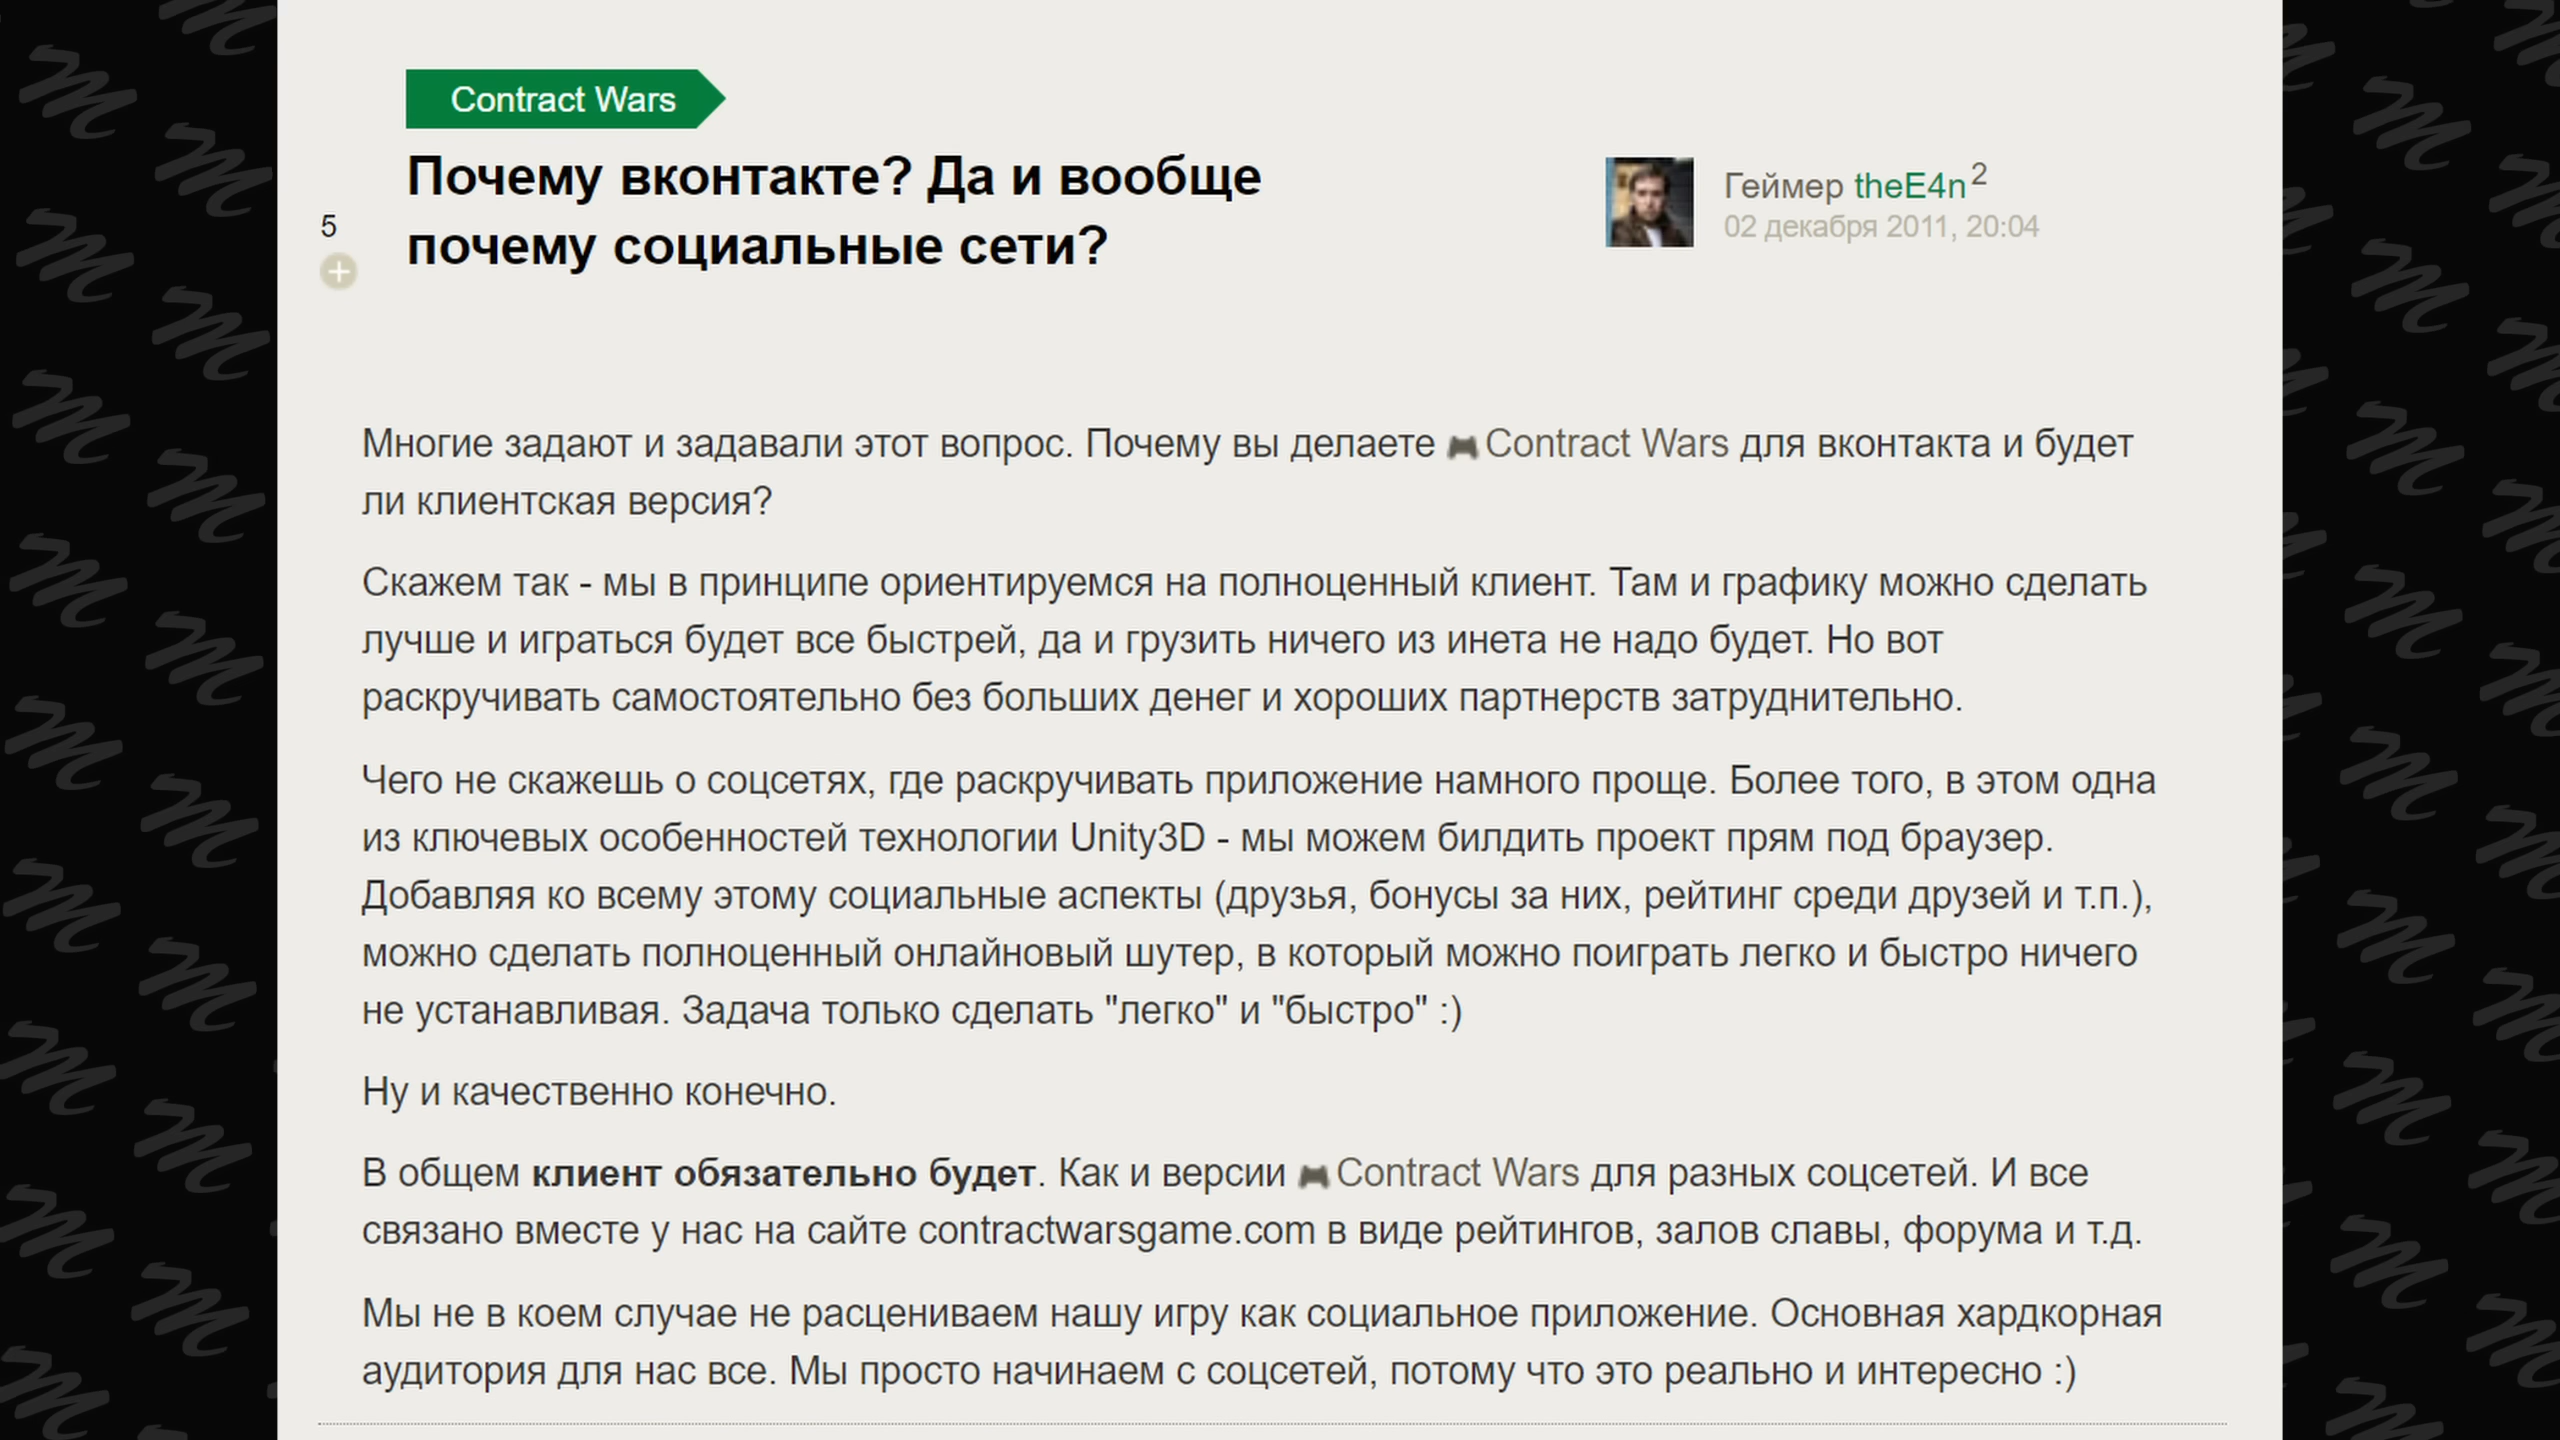 Contract Wars
Почему вконтакте? Да и вообще
почему социальные сети?
5
Геймер theE4n 2
02 декабря 2011, 20:04
Многие задают и задавали этот вопрос. Почему вы делаете Contract Wars для вконтакта и будет
ли клиентская версия?
Скажем так - мы в принципе ориентируемся на полноценный клиент. Там и графику можно сделать
лучше и играться будет все быстрей, да и грузить ничего из инета не надо будет. Но вот
раскручивать самостоятельно без больших денег и хороших партнерств затруднительно.
Чего не скажешь о соцсетях, где раскручивать приложение намного проще. Более того, в этом одна
из ключевых особенностей технологии Unity3D - мы можем билдить проект прям под браузер.
Добавляя ко всему этому социальные аспекты (друзья, бонусы за них, рейтинг среди друзей и т.п.),
можно сделать полноценный онлайновый шутер, в который можно поиграть легко и быстро ничего
не устанавливая. Задача только сделать "легко" и "быстро" :)
Ну и качественно конечно.
В общем клиент обязательно будет. Как и версии Contract Wars для разных соцсетей. И все
связано вместе у нас на сайте contractwarsgame.com в виде рейтингов, залов славы, форума и т.д.
Мы не в коем случае не расцениваем нашу игру как социальное приложение. Основная хардкорная
аудитория для нас все. Мы просто начинаем с соцсетей, потому что это реально и интересно :)